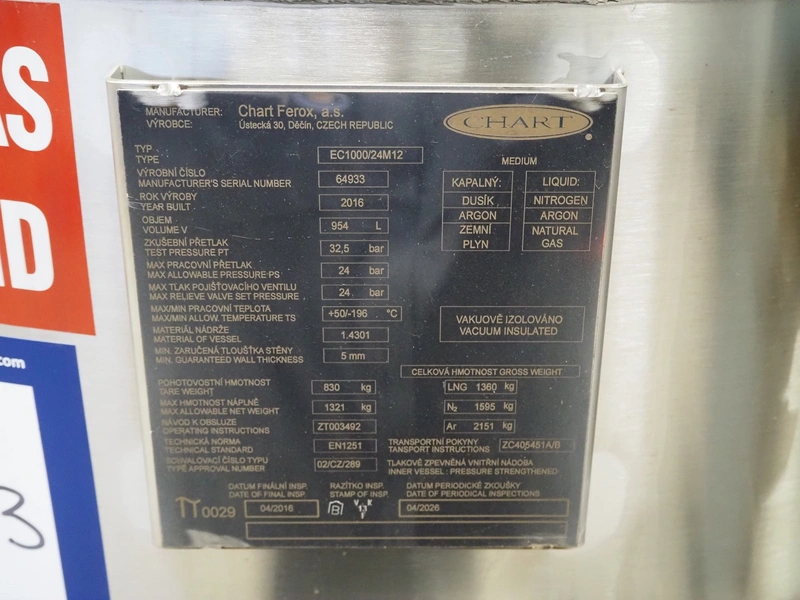 AS
ID
.com
3
MANUFACTURER: Chart Ferox, a.s.
VÝROBCE: Ústecká 30, Děčín, CZECH REPUBLIC
CHART
TYP
TYPE EC1000/24M12
VÝROBNÍ ČÍSLO
MANUFACTURER'S SERIAL NUMBER 64933
ROK VÝROBY
YEAR BUILT 2016
OBJEM
VOLUME V 954 L
ZKUŠEBNÍ PŘETLAK
TEST PRESSURE PT 32,5 bar
MAX PRACOVNÍ PŘETLAK
MAX ALLOWABLE PRESSURE PS 24 bar
MAX TLAK POJIŠŤOVACÍHO VENTILU
MAX RELIEVE VALVE SET PRESSURE 24 bar
MAX/MIN PRACOVNÍ TEPLOTA
MAX/MIN ALLOW. TEMPERATURE TS +50/-196 °C
MATERIÁL NÁDRŽE
MATERIAL OF VESSEL 1.4301
MIN. ZARUČENÁ TLOUŠŤKA STĚNY
MIN. GUARANTEED WALL THICKNESS 5 mm
MEDIUM
KAPALNÝ: LIQUID:
DUSÍK NITROGEN
ARGON ARGON
ZEMNÍ NATURAL
PLYN GAS
VAKUOVĚ IZOLOVÁNO
VACUUM INSULATED
CELKOVÁ HMOTNOST GROSS WEIGHT
POHOTOVOSTNÍ HMOTNOST
TARE WEIGHT 830 kg LNG 1360 kg
MAX HMOTNOST NÁPLNĚ
MAX ALLOWABLE NET WEIGHT 1321 kg N₂ 1595 kg
NÁVOD K OBSLUZE
OPERATING INSTRUCTIONS ZT003492 Ar 2151 kg
TECHNICKÁ NORMA
TECHNICAL STANDARD EN1251
TRANSPORTNÍ POKYNY
TANSPORT INSTRUCTIONS ZC405451A/B
SCHVALOVACÍ ČÍSLO TYPU
TYPE APPROVAL NUMBER 02/CZ/289
TLAKOVĚ ZPEVNĚNÁ VNITŘNÍ NÁDOBA
INNER VESSEL : PRESSURE STRENGTHENED
DATUM FINÁLNÍ INSP. RAZÍTKO INSP. DATUM PERIODICKÉ ZKOUŠKY
DATE OF FINAL INSP. STAMP OF INSP. DATE OF PERIODICAL INSPECTIONS
0029 04/2016 04/2026